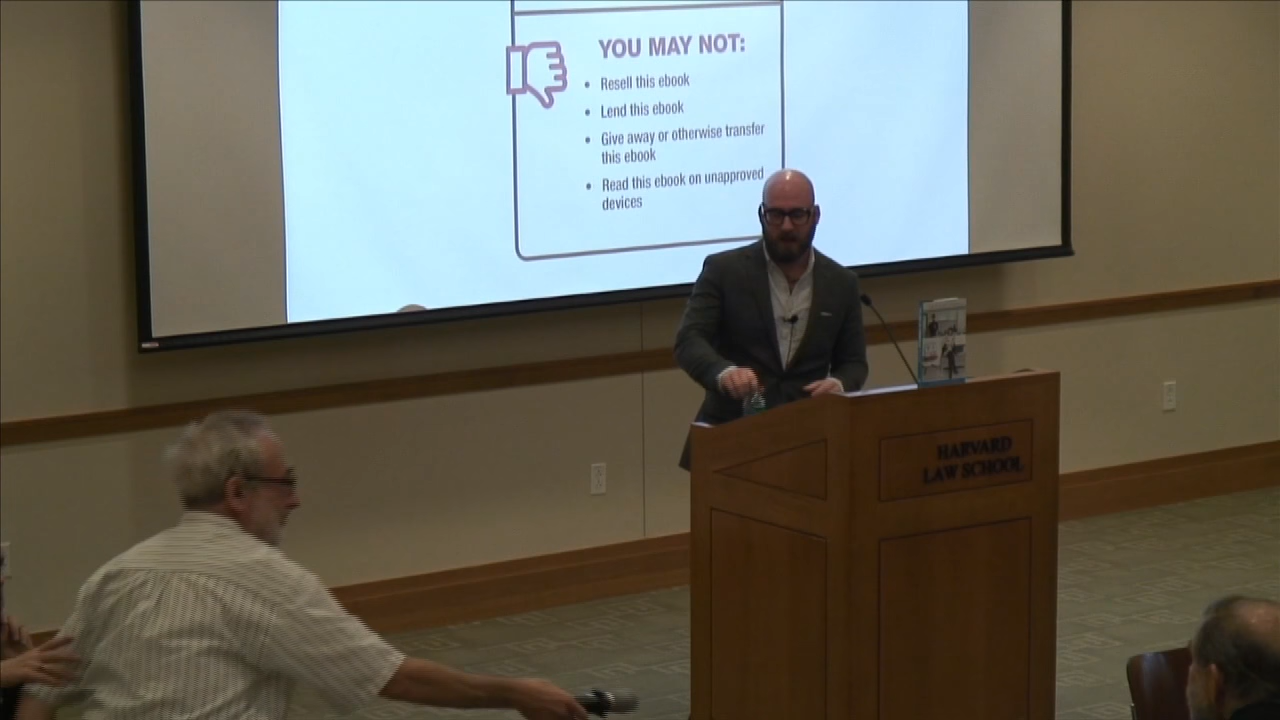 YOU MAY NOT:
• Resell this ebook
• Lend this ebook
• Give away or otherwise transfer
this ebook
• Read this ebook on unapproved
devices
HARVARD
LAW SCHOOL